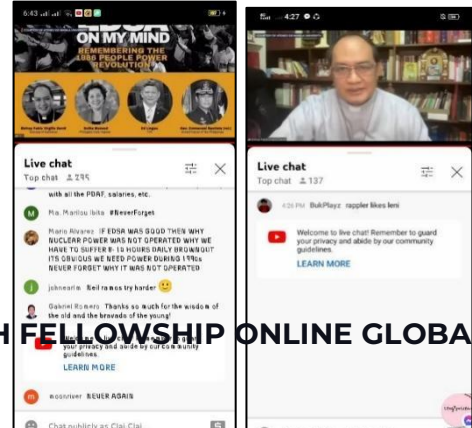 6:43
EDSA
ON MY MIND
REMEMBERING THE
1986 PEOPLE POWER
REVOLUTION
Live chat
Top chat 295
with all the PDAF, salaries, etc.
M Ma. Marilou Ibita #NeverForget
Mario Alvarez IF EDSA WAS GOOD THEN WHY
NUCLEAR POWER WAS NOT OPERATED WHY WE
HAVE TO SUFFER 8- 10 HOURS DAILY BROWNOUT
ITS OBVIOUS WE NEED POWER DURING 1990s
NEVER FORGET WHY IT WAS NOT OPERATED
j johnearim Neil ramos try harder
Gabriel Romero Thanks so much for the wisdom of
the old and the bravado of the young!
your privacy and abide by our community
guidelines.
LEARN MORE
m moonriver NEVER AGAIN
Chat publicly as Clai Clai
4:27
Live chat
Top chat 137
4:26 PM BukPlayz rappler likes leni
Welcome to live chat! Remember to guard
your privacy and abide by our community
guidelines.
LEARN MORE
H FELLOWSHIP ONLINE GLOBA